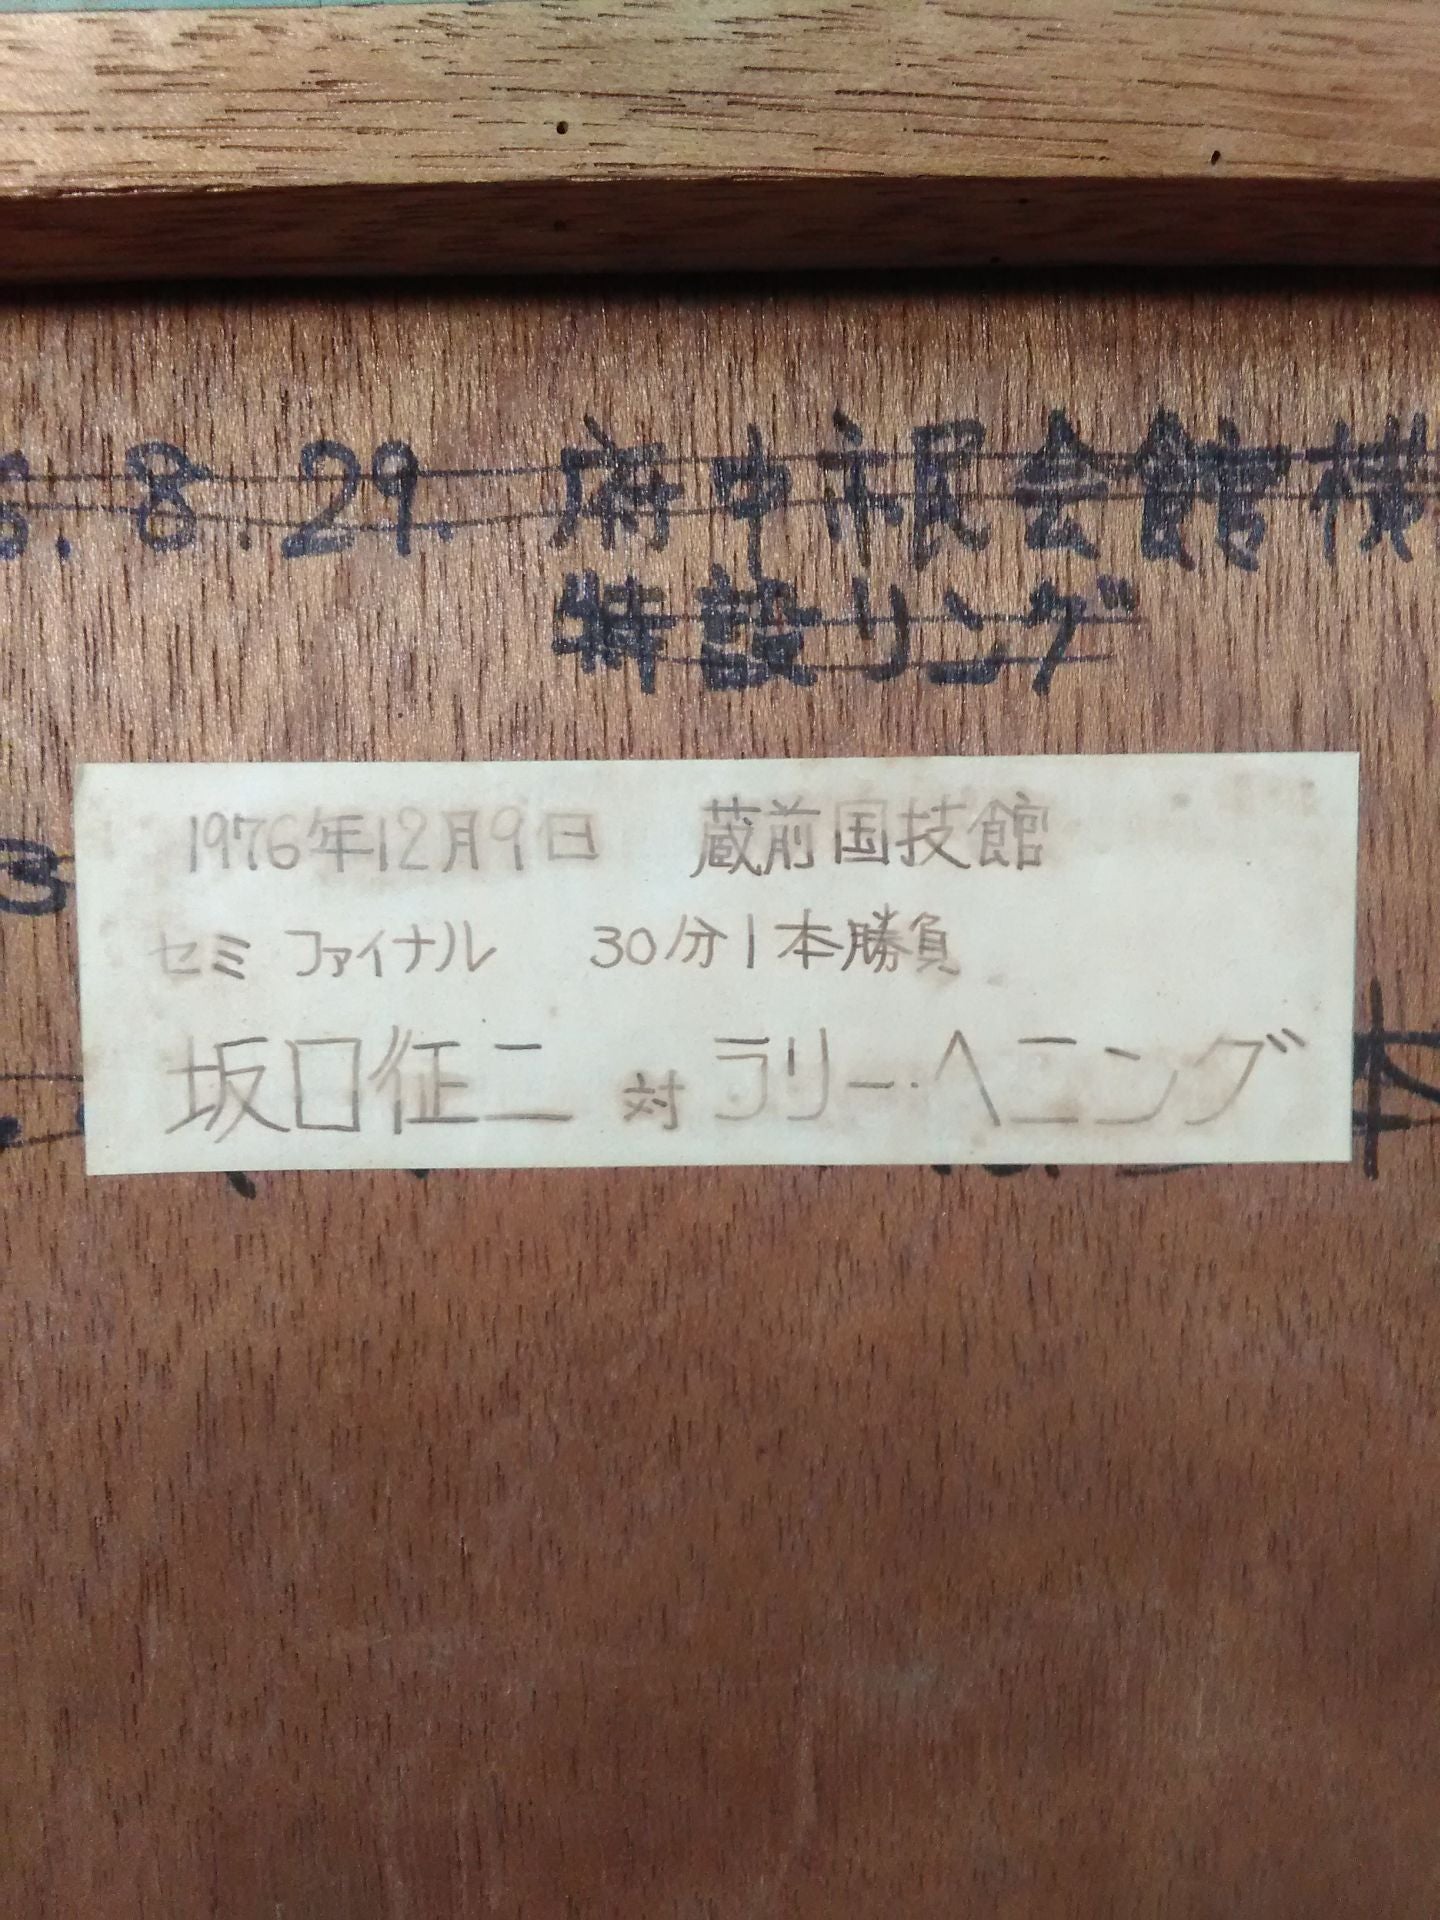 8.29. 府中市民会館横
特設リング
3
1976年12月9日 蔵前国技館
セミファイナル 30分1本勝負
坂口征二 対 ラリー・ヘニング